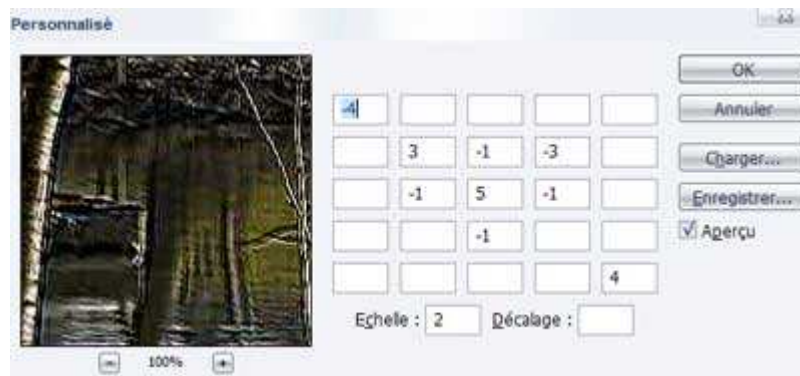 Personnalisé
OK
-4
Annuler
3 -1 -3
Charger...
-1 5 -1
Enregistrer...
-1
Aperçu
4
Echelle : 2 Décalage :
100%